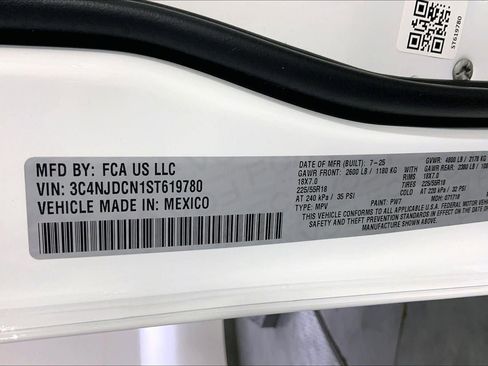 ST619780
MFD BY: FCA US LLC
VIN: 3C4NJDCN1ST619780
VEHICLE MADE IN: MEXICO
DATE OF MFR (BUILT): 7-25 GVWR: 4800 LB / 2178 KG
GAWR FRONT: 2600 LB / 1180 KG WITH GAWR REAR: 2380 LB
18X7.0 RIMS 18X7.0
225/55R18 TIRES 225/55R18
AT 240 kPa / 35 PSI COLD AT 220 kPa / 32 PSI
TYPE: MPV PAINT: PW7 MDH: 071718
THIS VEHICLE CONFORMS TO ALL APPLICABLE U.S.A. FEDERAL MOTOR VEHICLE
SAFETY STANDARDS, BUMPER, AND THEFT PREVENTION STANDARDS IN EFFECT
ON THE DATE OF MANUFACTURE SHOWN